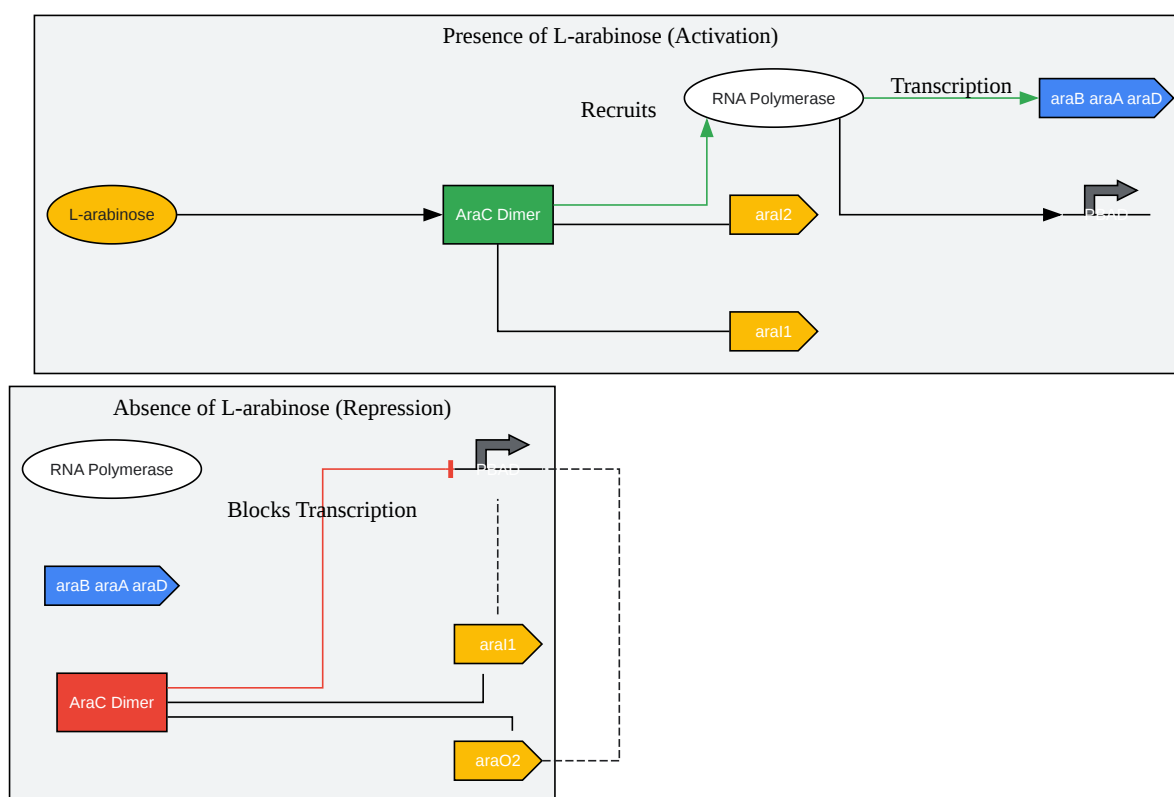 Presence of L-arabinose (Activation)
RNA Polymerase
Transcription
araB araA araD
Recruits
L-arabinose
AraC Dimer
araI2
araI1
Absence of L-arabinose (Repression)
RNA Polymerase
Blocks Transcription
araB araA araD
araI1
AraC Dimer
araO2